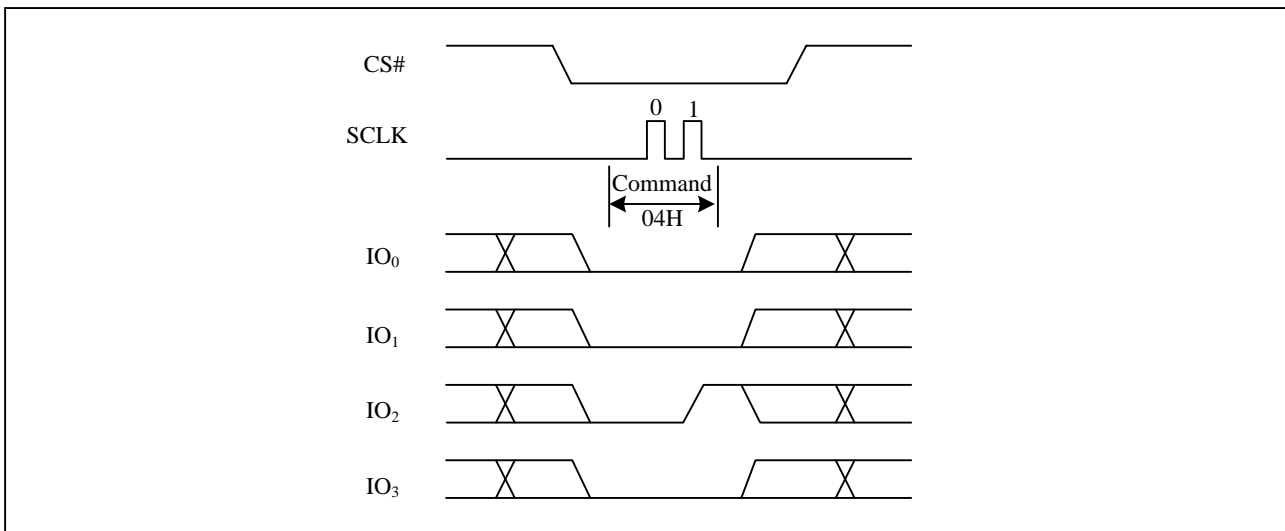 CS#
0 1
SCLK
Command
04H
IO₀
IO₁
IO₂
IO₃